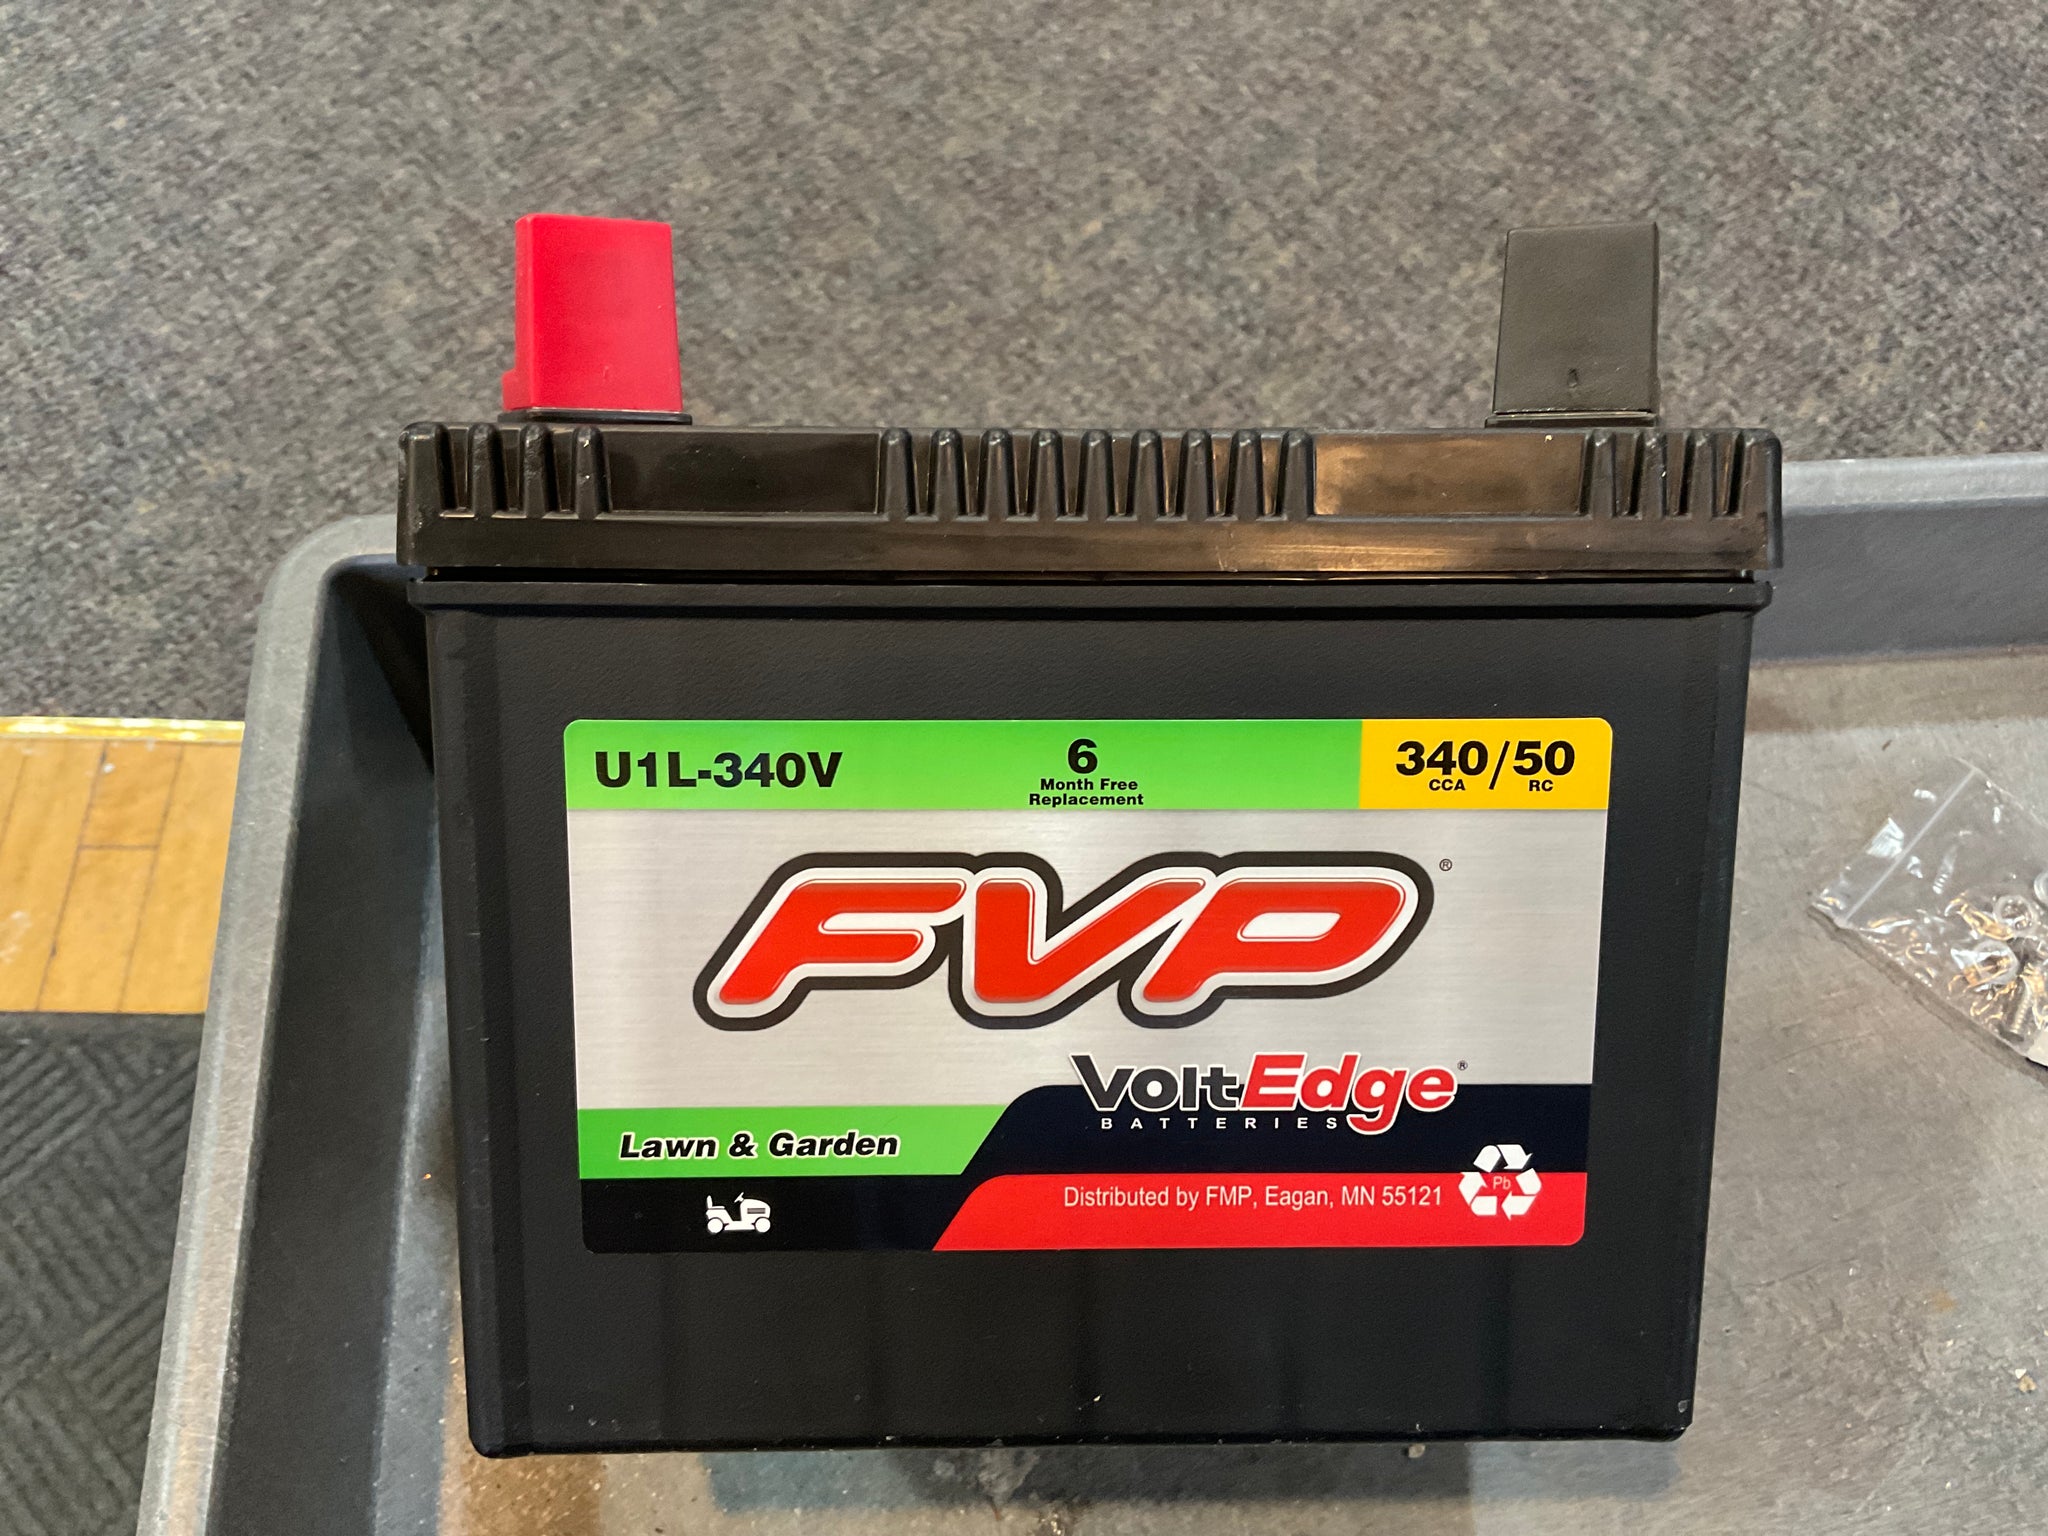 U1L-340V
6
Month Free
Replacement
340/50
CCA RC
FVP®
VoltEdge®
BATTERIES
Lawn & Garden
Distributed by FMP, Eagan, MN 55121
Pb